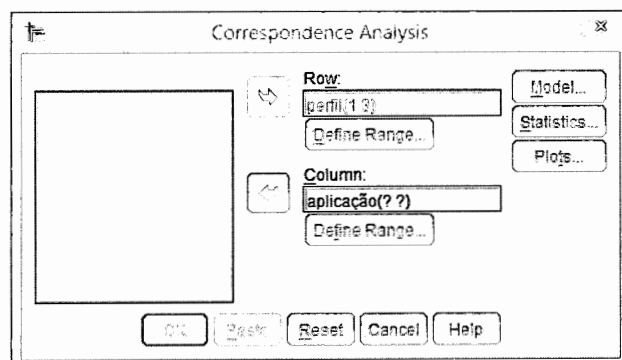 Correspondence Analysis
Row:
perfil(1 3)
Define Range...
Column:
aplicação(? ?)
Define Range...
Model...
Statistics...
Plots...
OK Paste Reset Cancel Help